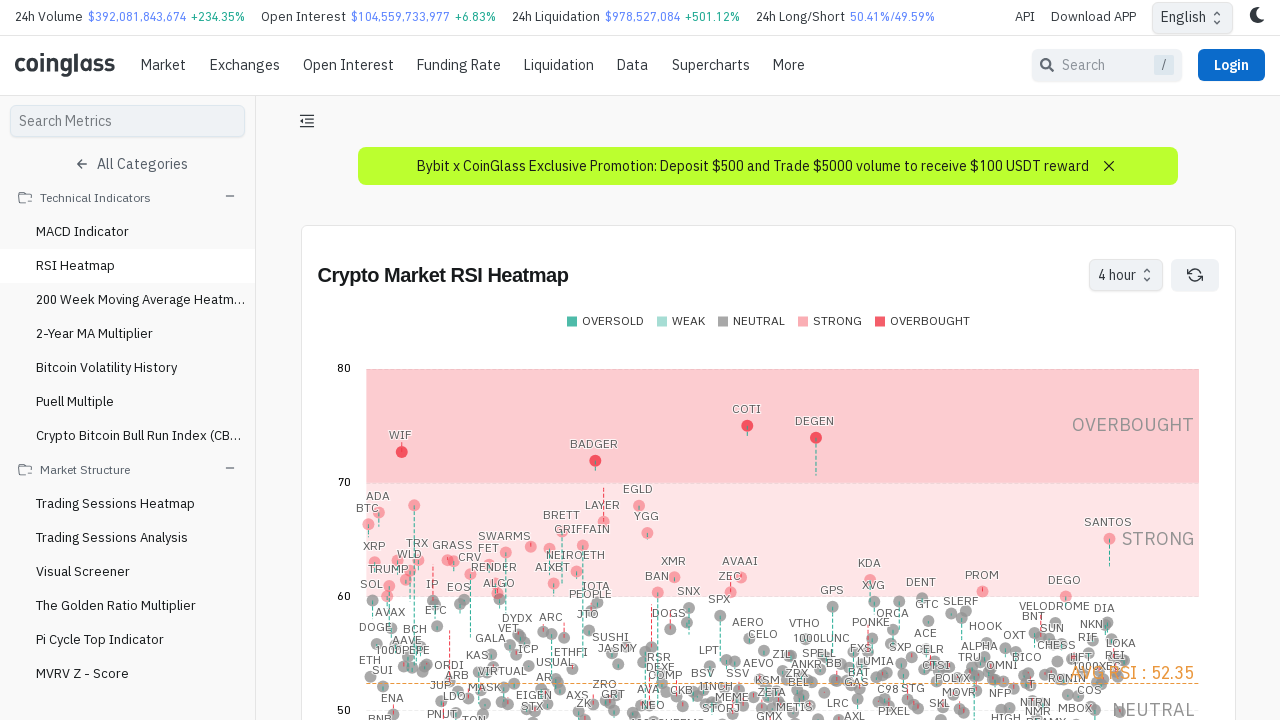 24h Volume $392,081,843,674 +234.35% Open Interest $104,559,733,977 +6.83% 24h Liquidation $978,527,084 +501.12% 24h Long/Short 50.41%/49.59% API Download APP English
coinglass Market Exchanges Open Interest Funding Rate Liquidation Data Supercharts More Search / Login
Search Metrics
All Categories
Technical Indicators
MACD Indicator
RSI Heatmap
200 Week Moving Average Heatm...
2-Year MA Multiplier
Bitcoin Volatility History
Puell Multiple
Crypto Bitcoin Bull Run Index (CB...
Market Structure
Trading Sessions Heatmap
Trading Sessions Analysis
Visual Screener
The Golden Ratio Multiplier
Pi Cycle Top Indicator
MVRV Z - Score
Bybit x CoinGlass Exclusive Promotion: Deposit $500 and Trade $5000 volume to receive $100 USDT reward
Crypto Market RSI Heatmap
4 hour
OVERSOLD WEAK NEUTRAL STRONG OVERBOUGHT
80
COTI
DEGEN
OVERBOUGHT
WIF
BADGER
70
EGLD
ADA
BTC
LAYER
BRETT
YGG
SANTOS
GRIFFAIN
SWARMS
STRONG
XRP
TRX
GRASS
FET
WLD
CRV
NEIROETH
TRUMP
RENDER
AIXBT
XMR
AVAAI
KDA
BAN
ZEC
PROM
SOL
IP
EOS
ALGO
IOTA
SNX
XVG
DENT
DEGO
60
PEOPLE
GPS
SPX
GTC
SLERF
VELODROME
DIA
AVAX
ETC
JTO
DOGS
ORCA
BNT
DOGE
BCH
DYDX
ARC
AERO
VTHO
PONKE
HOOK
SUN
NKN
VET
CELO
ACE
OXT
RIF
AAVE
GALA
SUSHI
1000LUNC
CHESS
LOKA
1000PEPE
ICP
ETHFI
JASMY
LPT
ZIL
SPELL
FXS
SXP
CELR
ALPHA
HFT
REI
ETH
KAS
RSR
TRU
BICO
SUI
ORDI
USUAL
AEVO
ANKR
BB
LUMIA
CTSI
OMNI
1000XEC
ARB
VIRTUAL
COMP
BSV
SSV
ZRX
BAT
POLYX
RONIN
AVG RSI : 52.35
JUP
MASK
ZRO
AVA
CKB
1INCH
KSM
BEL
GAS
C98
STG
MOVR
NFP
COS
ENA
LDO
EIGEN
AXS
GRT
NEO
MEME
ZETA
METIS
LRC
PIXEL
SKL
NTRN
MBOX
NEUTRAL
50
BNB
PNUT
TON
STX
ZK
STORJ
GMX
AXL
HIGH
NMR